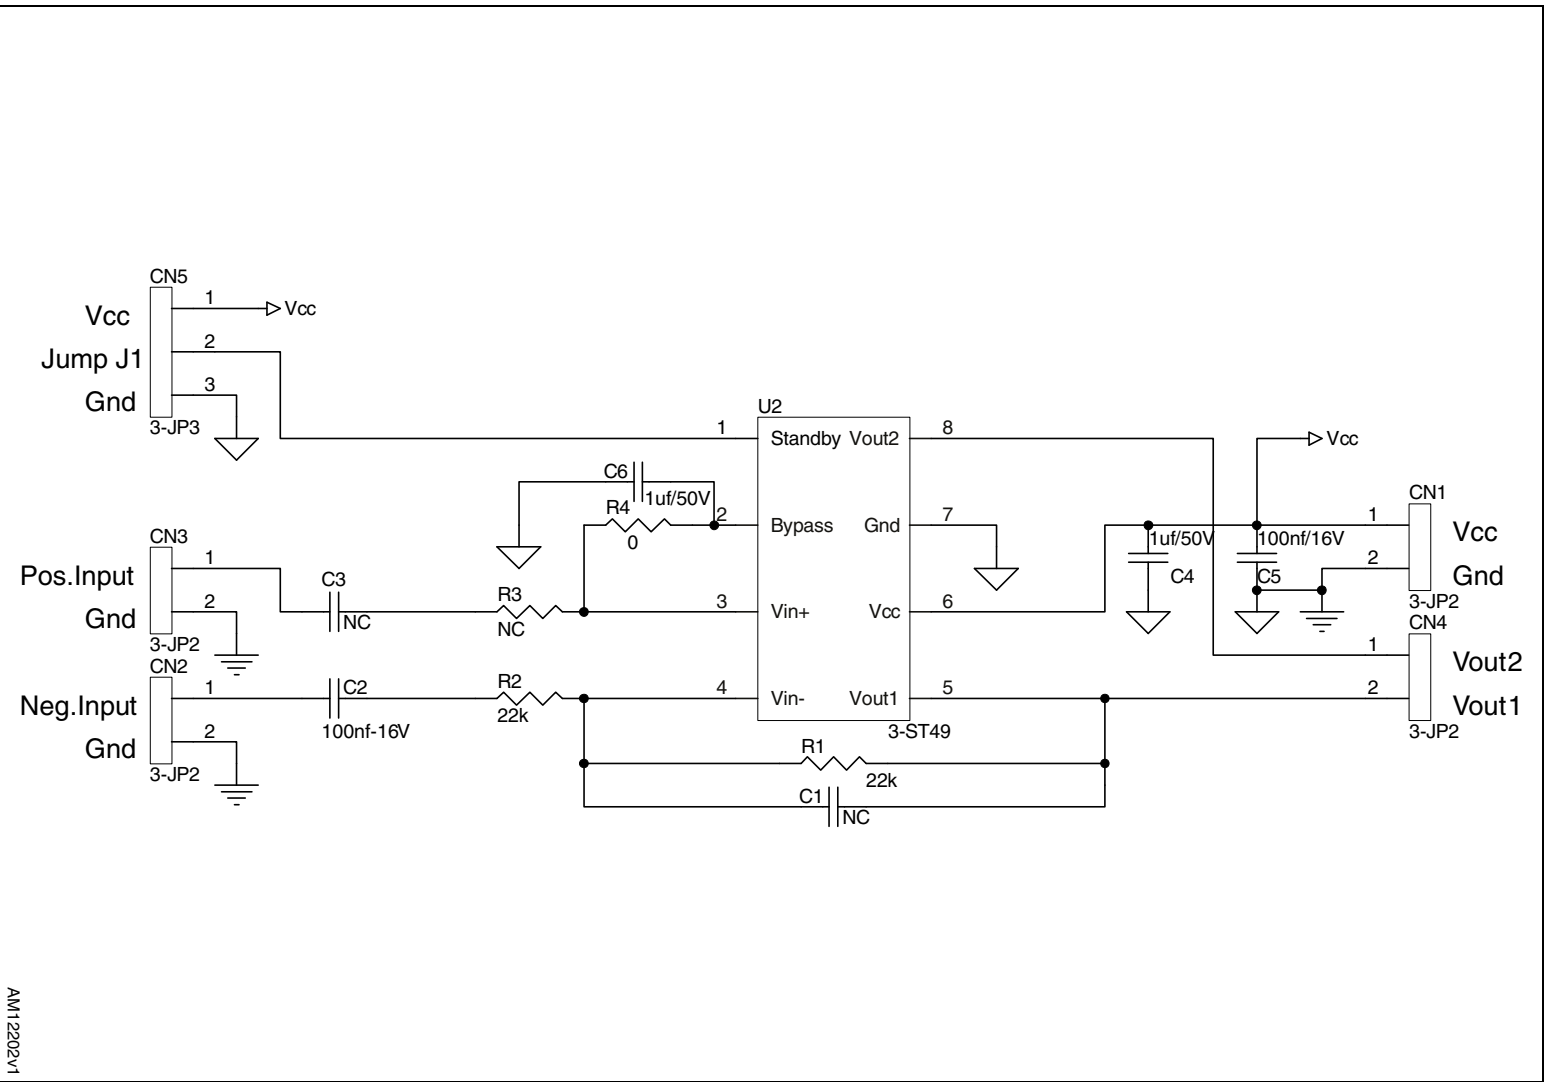 CN5
1
Vcc
Vcc
2
Jump J1
3
Gnd
3-JP3
U2
1
Standby Vout2
8
Vcc
C6
1uf/50V
R4
0
2
Bypass Gnd
7
CN1
1
Vcc
1uf/50V
100nf/16V
C4
C5
2
Gnd
3-JP2
CN3
1
Pos.Input
C3
NC
R3
NC
2
Gnd
3-JP2
3
Vin+ Vcc
6
CN4
1
Vout2
CN2
1
Neg.Input
C2
100nf-16V
R2
22k
4
Vin- Vout1
5
2
Vout1
3-JP2
2
Gnd
3-JP2
3-ST49
R1
22k
C1
NC
AM12202v1